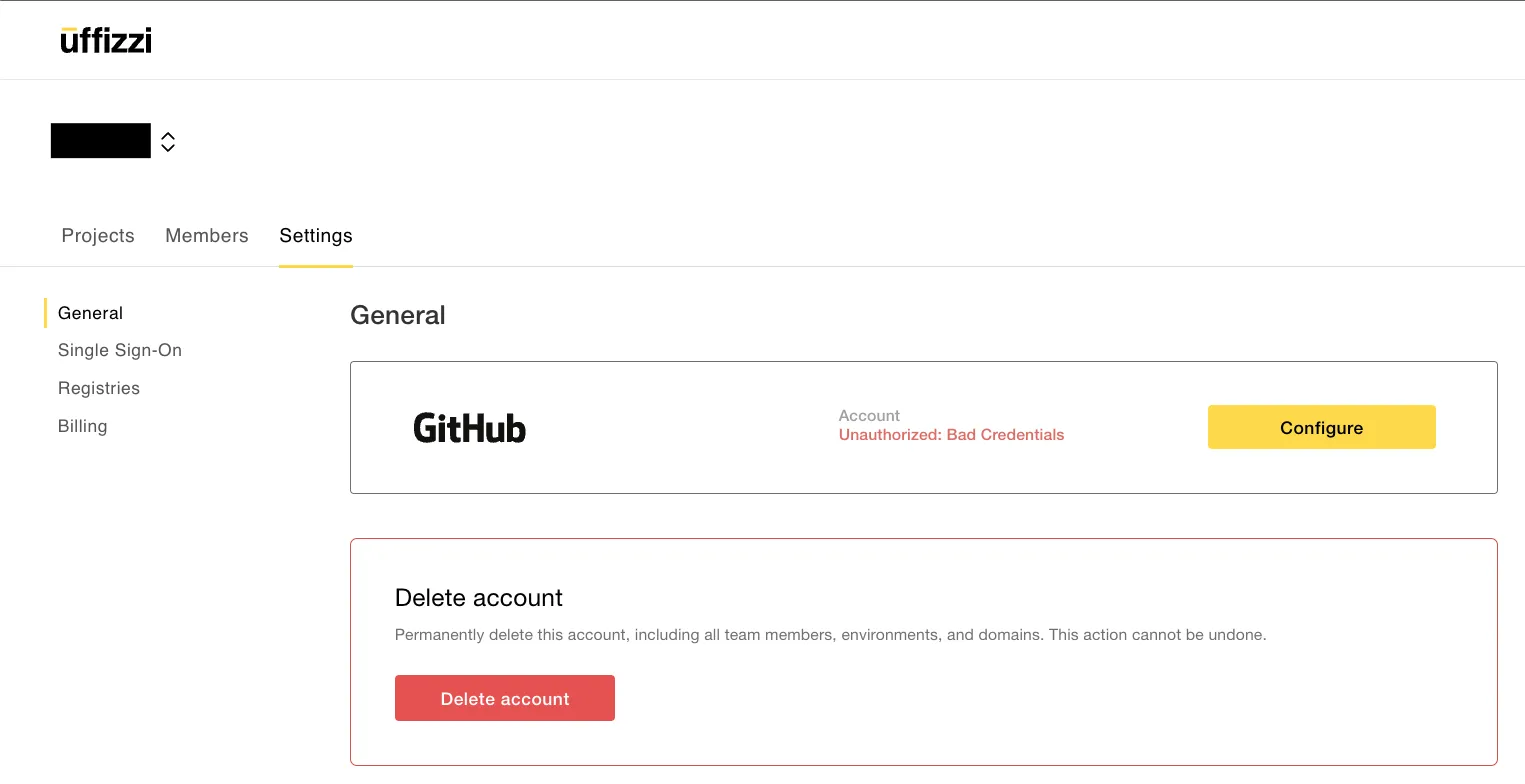 uffizzi
Projects Members Settings
General
Single Sign-On
Registries
Billing
General
GitHub
Account
Unauthorized: Bad Credentials
Configure
Delete account
Permanently delete this account, including all team members, environments, and domains. This action cannot be undone.
Delete account